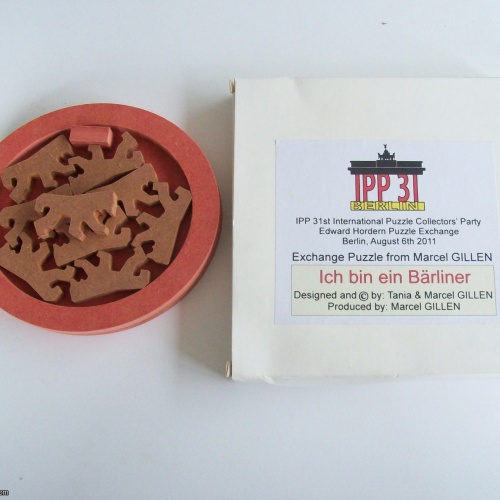 IPP 31
BERLIN
IPP 31st International Puzzle Collectors' Party
Edward Hordern Puzzle Exchange
Berlin, August 6th 2011
Exchange Puzzle from Marcel GILLEN
Ich bin ein Bärliner
Designed and © by: Tania & Marcel GILLEN
Produced by: Marcel GILLEN